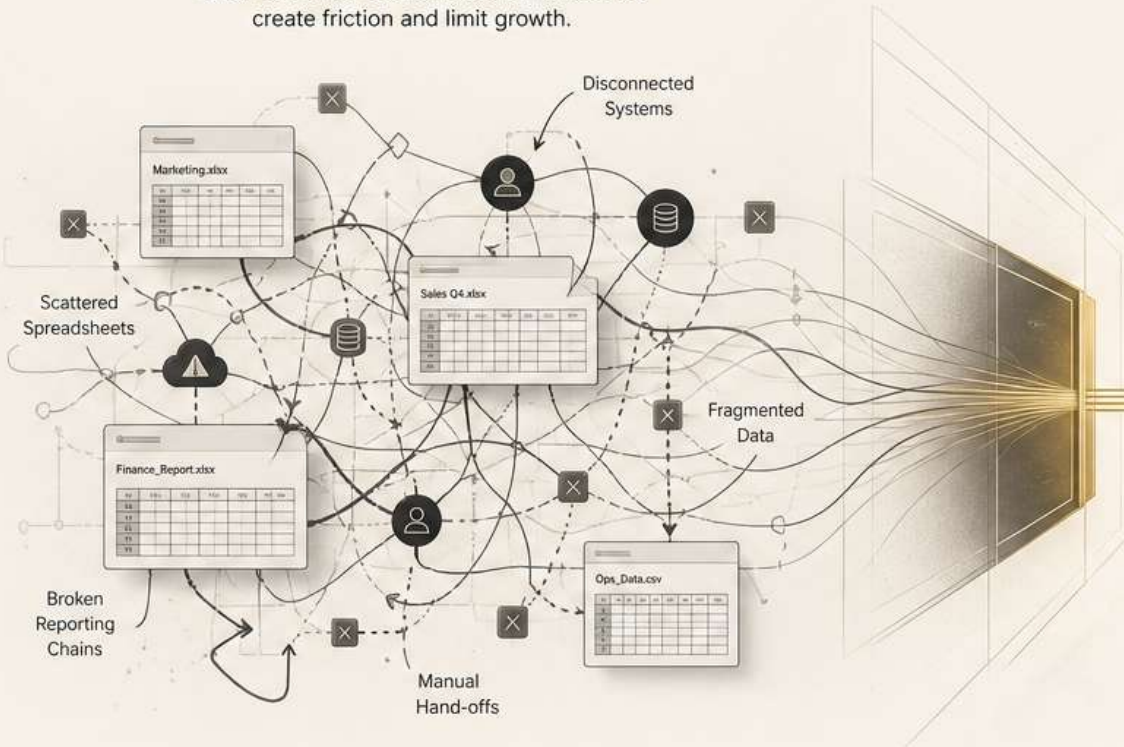 create friction and limit growth.
Disconnected
Systems
Marketing.xlsx
Sales Q4.xlsx
Scattered
Spreadsheets
Fragmented
Data
Finance_Report.xlsx
Ops_Data.csv
Broken
Reporting
Chains
Manual
Hand-offs